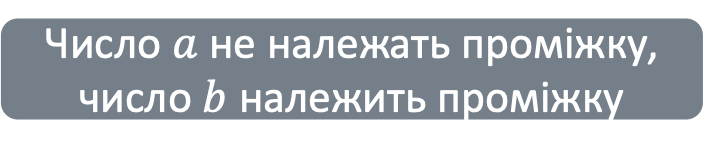 Число a не належать проміжку,
число b належить проміжку